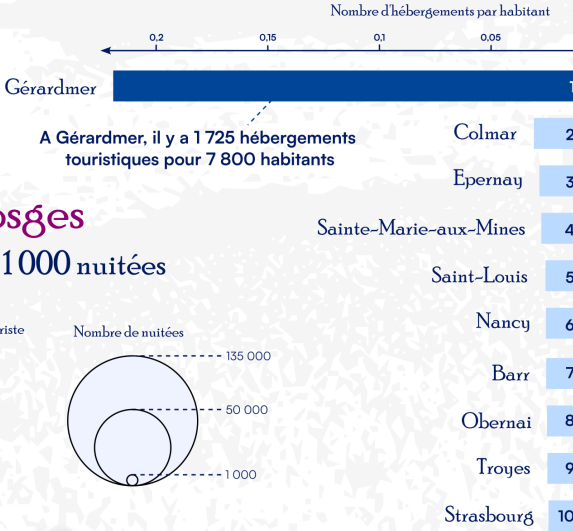 Nombre d'hébergements par habitant
0,2 0,15 0,1 0,05
Gérardmer 1
A Gérardmer, il y a 1 725 hébergements
touristiques pour 7 800 habitants
Colmar 2
Epernay 3
Sainte-Marie-aux-Mines 4
Saint-Louis 5
Nancy 6
Barr 7
Obernai 8
Troyes 9
Strasbourg 10
osges
1000 nuitées
riste
Nombre de nuitées
135 000
50 000
1 000